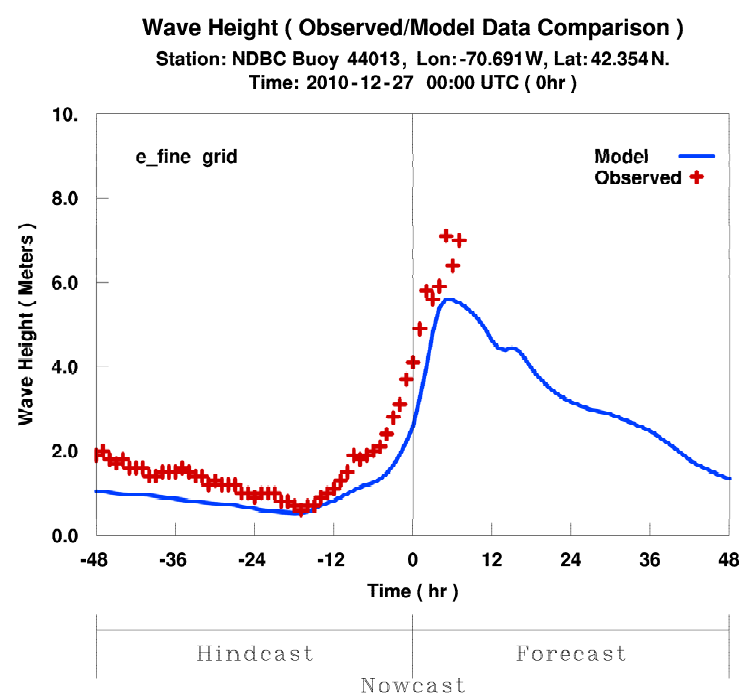 Wave Height ( Observed/Model Data Comparison )
Station: NDBC Buoy 44013, Lon:-70.691W, Lat:42.354N.
Time: 2010-12-27 00:00 UTC ( 0hr )
10.
e_fine grid
Model
Observed
8.0
6.0
4.0
2.0
0.0
Wave Height ( Meters )
-48 -36 -24 -12 0 12 24 36 48
Time ( hr )
Hindcast Forecast
Nowcast